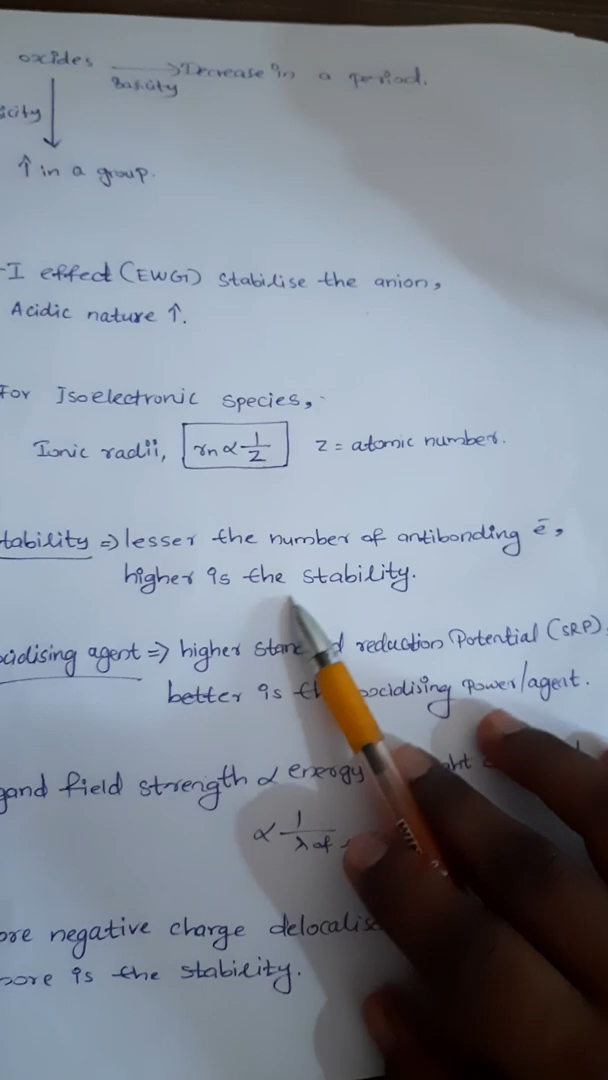 oxides → Decrease in a period.
Basicity
icity
↑ in a group.
-I effect (EWG) stabilise the anion,
Acidic nature ↑.
For Isoelectronic species,
Ionic radii, rn ∝ 1/Z Z = atomic number.
tability => lesser the number of antibonding e⁻,
higher is the stability.
idising agent => higher stan d reduction Potential (SRP),
better is th oxidising power/agent.
gand field strength ∝ energy
∝ 1/λ of
ore negative charge delocalis
more is the stability.